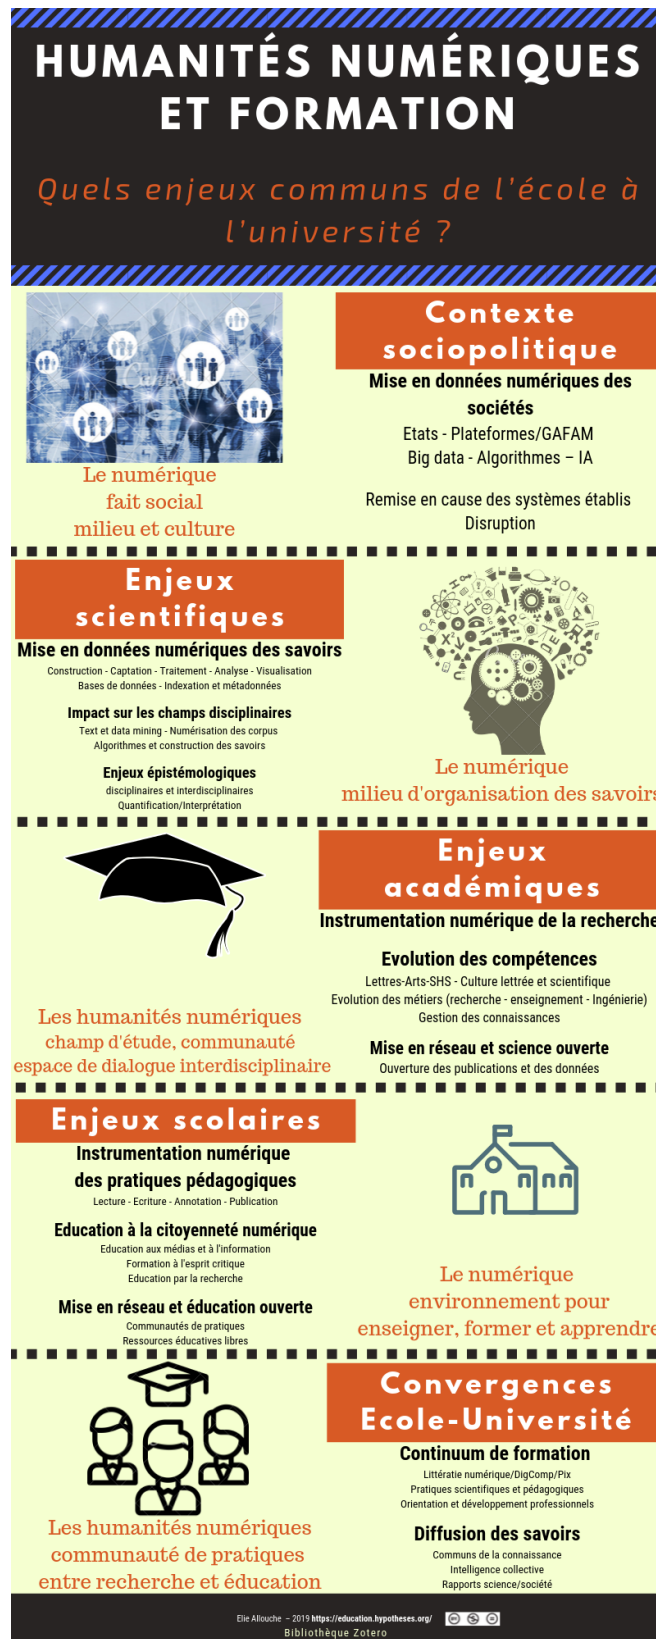 HUMANITÉS NUMÉRIQUES
ET FORMATION
Quels enjeux communs de l'école à
l'université ?
Le numérique
fait social
milieu et culture
Contexte
sociopolitique
Mise en données numériques des
sociétés
Etats - Plateformes/GAFAM
Big data - Algorithmes – IA
Remise en cause des systèmes établis
Disruption
Enjeux
scientifiques
Mise en données numériques des savoirs
Construction - Captation - Traitement - Analyse - Visualisation
Bases de données - Indexation et métadonnées
Impact sur les champs disciplinaires
Text et data mining - Numérisation des corpus
Algorithmes et construction des savoirs
Enjeux épistémologiques
disciplinaires et interdisciplinaires
Quantification/Interprétation
Le numérique
milieu d'organisation des savoirs
Les humanités numériques
champ d'étude, communauté
espace de dialogue interdisciplinaire
Enjeux
académiques
Instrumentation numérique de la recherche
Evolution des compétences
Lettres-Arts-SHS - Culture lettrée et scientifique
Evolution des métiers (recherche - enseignement - Ingénierie)
Gestion des connaissances
Mise en réseau et science ouverte
Ouverture des publications et des données
Enjeux scolaires
Instrumentation numérique
des pratiques pédagogiques
Lecture - Ecriture - Annotation - Publication
Education à la citoyenneté numérique
Education aux médias et à l'information
Formation à l'esprit critique
Education par la recherche
Mise en réseau et éducation ouverte
Communautés de pratiques
Ressources éducatives libres
Le numérique
environnement pour
enseigner, former et apprendre
Les humanités numériques
communauté de pratiques
entre recherche et éducation
Convergences
Ecole-Université
Continuum de formation
Littératie numérique/DigComp/Pix
Pratiques scientifiques et pédagogiques
Orientation et développement professionnels
Diffusion des savoirs
Communs de la connaissance
Intelligence collective
Rapports science/société
Elie Allouche – 2019 https://education.hypotheses.org/
Bibliothèque Zotero